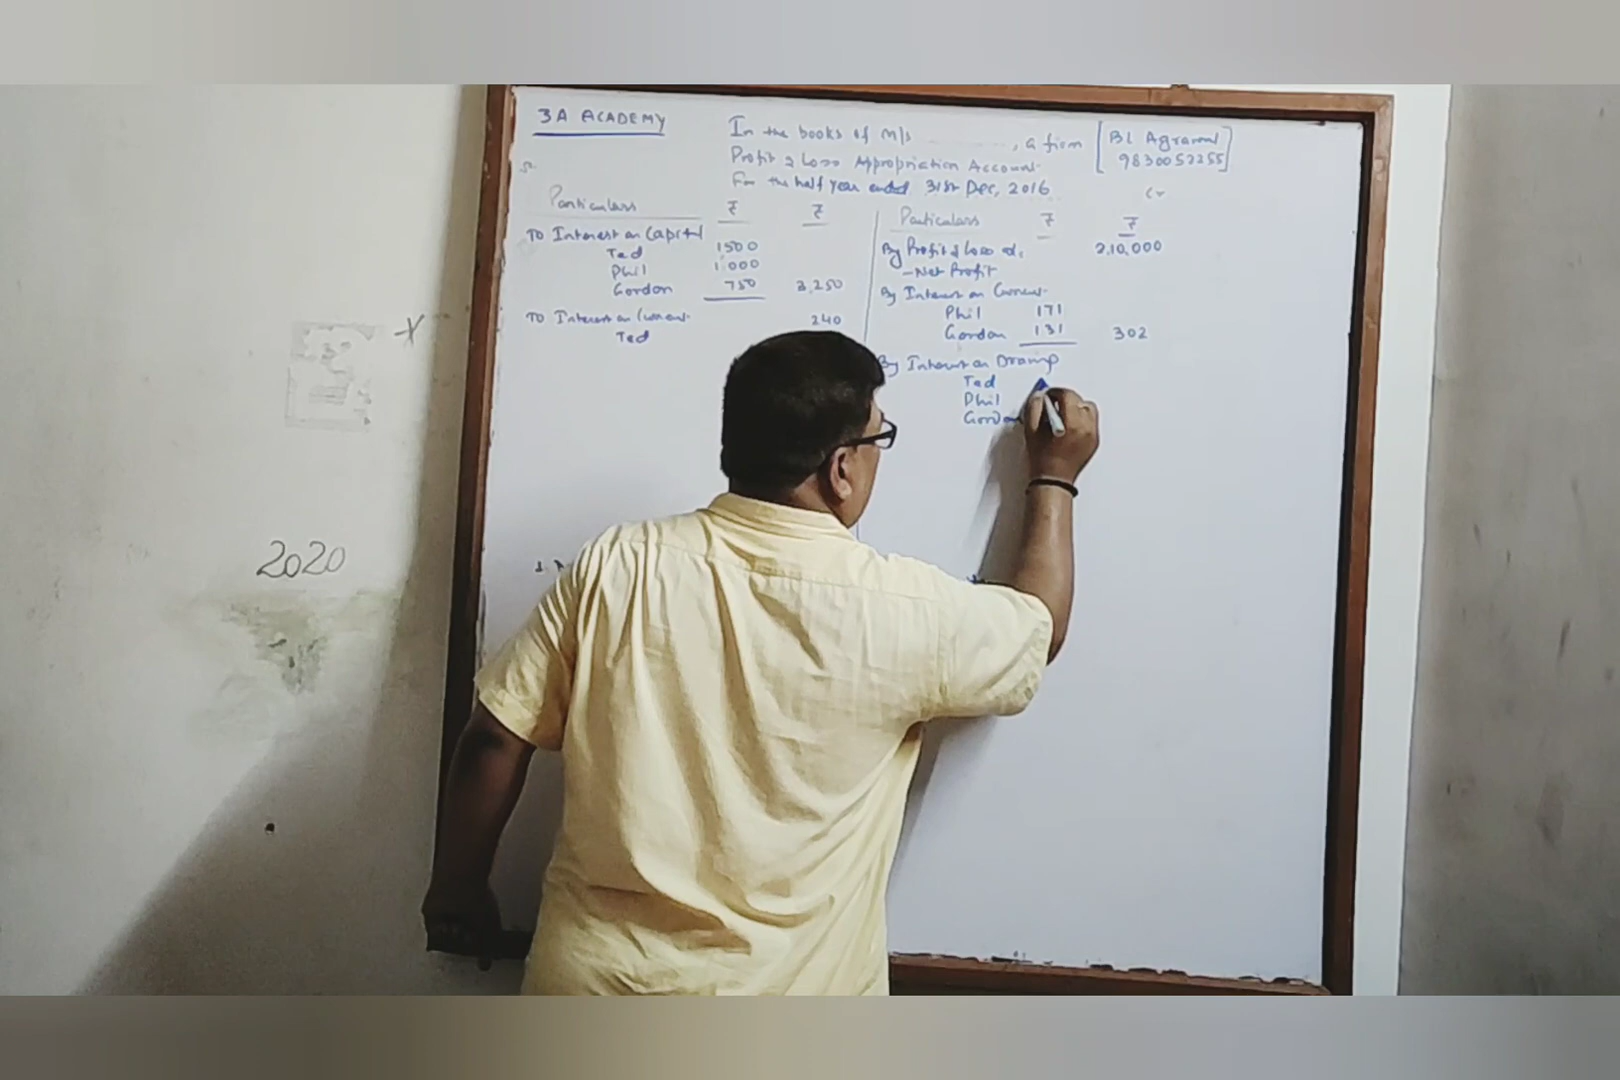 3A ACADEMY
In the books of M/s ............, a firm
[BL Agrawal
9830052255]
Profit & Loss Appropriation Account
For the half year ended 31st Dec, 2016
Cr
Particulars ₹ ₹
To Interest on Capital
Ted 1500
Phil 1000
Gordon 750 3,250
To Interest on Current
Ted 240
Particulars ₹ ₹
By Profit & Loss 2,10,000
- Net Profit
By Interest on Current
Phil 171
Gordon 131 302
By Interest on Drawing
Ted
Phil
Gordon
2020